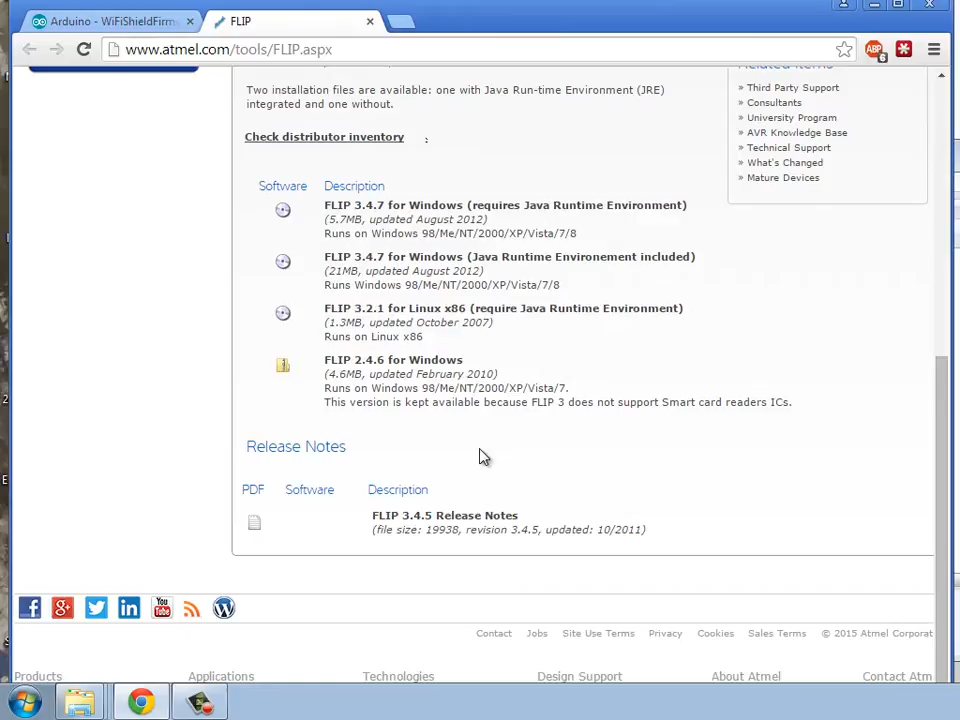 Arduino - WiFiShieldFirm
FLIP
www.atmel.com/tools/FLIP.aspx
ABP
6
Two installation files are available: one with Java Run-time Environment (JRE)
integrated and one without.
Check distributor inventory
Related Items
» Third Party Support
» Consultants
» University Program
» AVR Knowledge Base
» Technical Support
» What's Changed
» Mature Devices
Software Description
FLIP 3.4.7 for Windows (requires Java Runtime Environment)
(5.7MB, updated August 2012)
Runs on Windows 98/Me/NT/2000/XP/Vista/7/8
FLIP 3.4.7 for Windows (Java Runtime Environement included)
(21MB, updated August 2012)
Runs Windows 98/Me/NT/2000/XP/Vista/7/8
FLIP 3.2.1 for Linux x86 (require Java Runtime Environment)
(1.3MB, updated October 2007)
Runs on Linux x86
FLIP 2.4.6 for Windows
(4.6MB, updated February 2010)
Runs on Windows 98/Me/NT/2000/XP/Vista/7.
This version is kept available because FLIP 3 does not support Smart card readers ICs.
Release Notes
PDF Software Description
FLIP 3.4.5 Release Notes
(file size: 19938, revision 3.4.5, updated: 10/2011)
You
Tube
Contact Jobs Site Use Terms Privacy Cookies Sales Terms © 2015 Atmel Corporat
Products Applications Technologies Design Support About Atmel Contact Atm